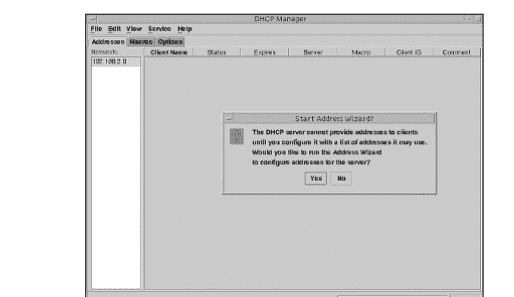 DHCP Manager
File Edit View Service Help
Addresses Macros Options
Network: Client Name Status Expires Server Macro Client ID Comment
192.168.2.0
Start Address Wizard?
The DHCP server cannot provide addresses to clients
until you configure it with a list of addresses it may use.
Would you like to run the Address Wizard
to configure addresses for the server?
Yes No